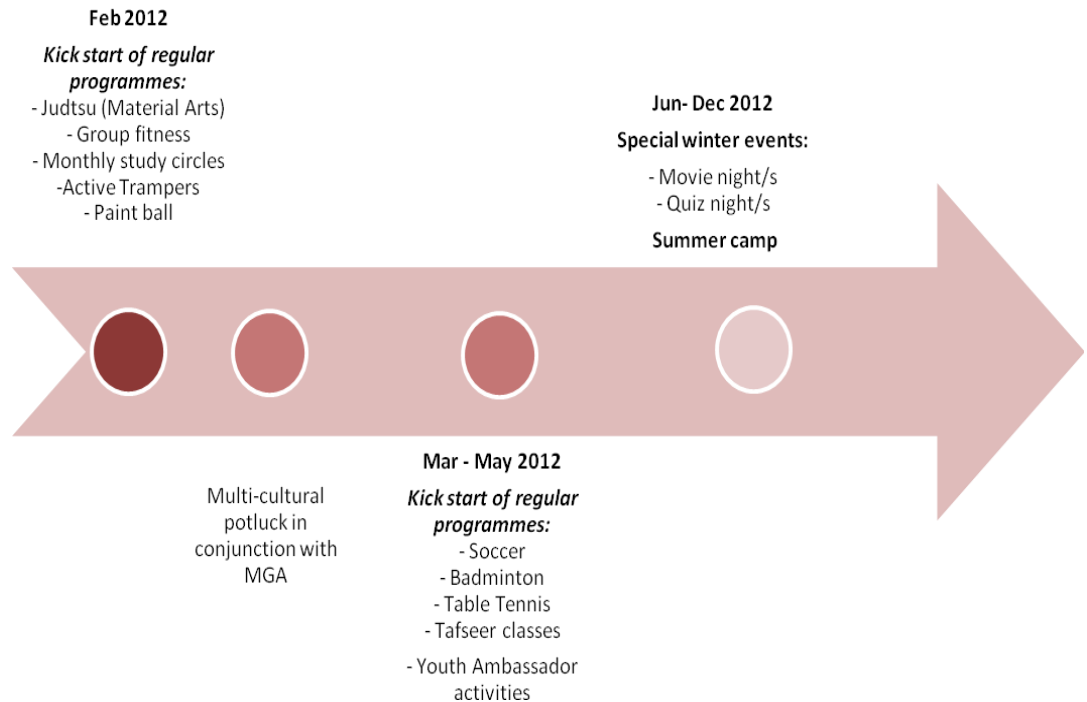 Feb 2012
Kick start of regular
programmes:
- Judtsu (Material Arts)
- Group fitness
- Monthly study circles
-Active Trampers
- Paint ball
Multi-cultural
potluck in
conjunction with
MGA
Mar - May 2012
Kick start of regular
programmes:
- Soccer
- Badminton
- Table Tennis
- Tafseer classes
- Youth Ambassador
activities
Jun- Dec 2012
Special winter events:
- Movie night/s
- Quiz night/s
Summer camp